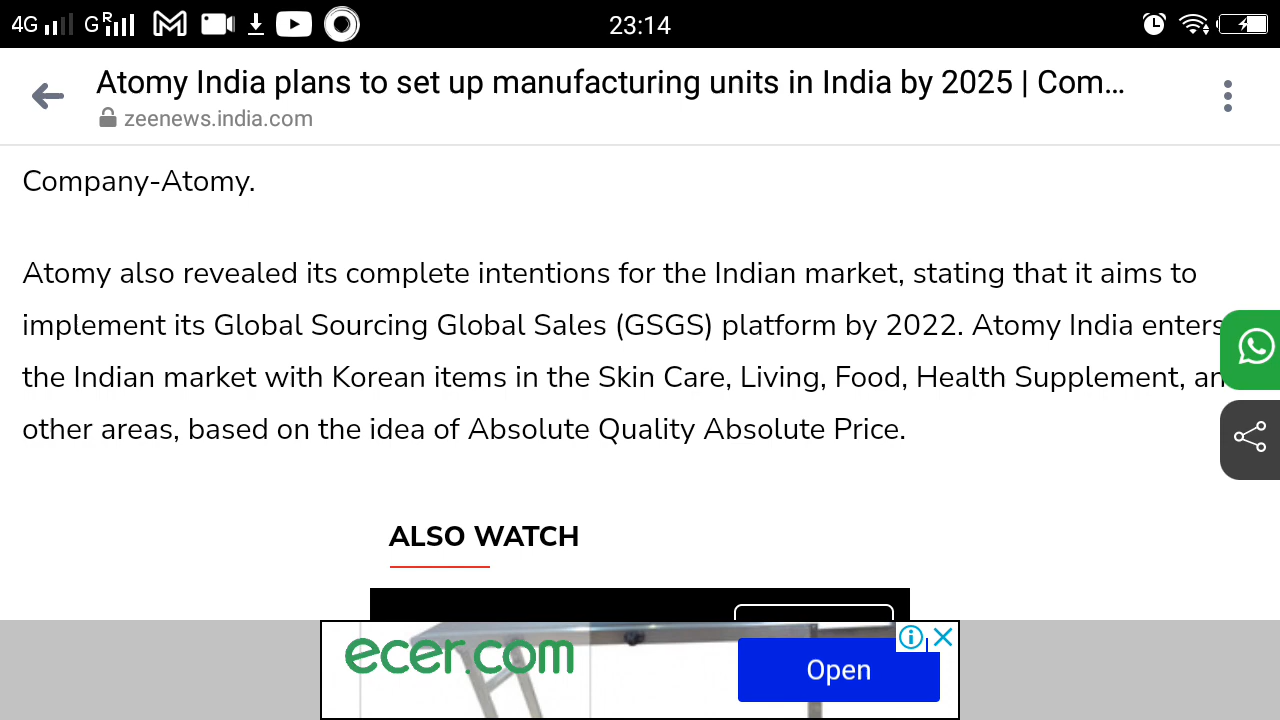 4G G R 23:14
Atomy India plans to set up manufacturing units in India by 2025 | Com...
zeenews.india.com
Company-Atomy.
Atomy also revealed its complete intentions for the Indian market, stating that it aims to
implement its Global Sourcing Global Sales (GSGS) platform by 2022. Atomy India enters
the Indian market with Korean items in the Skin Care, Living, Food, Health Supplement, an
other areas, based on the idea of Absolute Quality Absolute Price.
ALSO WATCH
ecer.com
Open